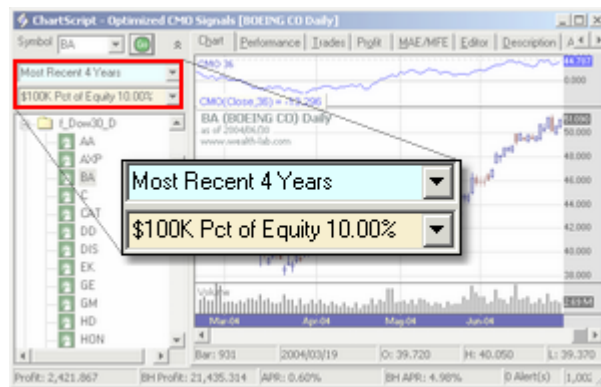 ChartScript - Optimized CMO Signals [BOEING CO Daily]
Symbol BA
Chart Performance Trades Profit MAE/MFE Editor Description
Most Recent 4 Years
$100K Pct of Equity 10.00%
CMO 36
44.787
0.000
CMO(Close,36) =
BA (BOEING CO) Daily
as of 2004/06/30
www.wealth-lab.com
50.000
48.000
46.000
44.000
42.000
40.000
38.000
f_Dow30_D
AA
AXP
BA
C
CAT
DD
DIS
EK
GE
GM
HD
HON
Most Recent 4 Years
$100K Pct of Equity 10.00%
Volume
Mar-04 Apr-04 May-04 Jun-04
Bar: 931 2004/03/19 O: 39.720 H: 40.050 L: 39.370
Profit: 2,421.867 BH Profit: 21,435.314 APR: 0.60% BH APR: 4.98% 0 Alert(s)